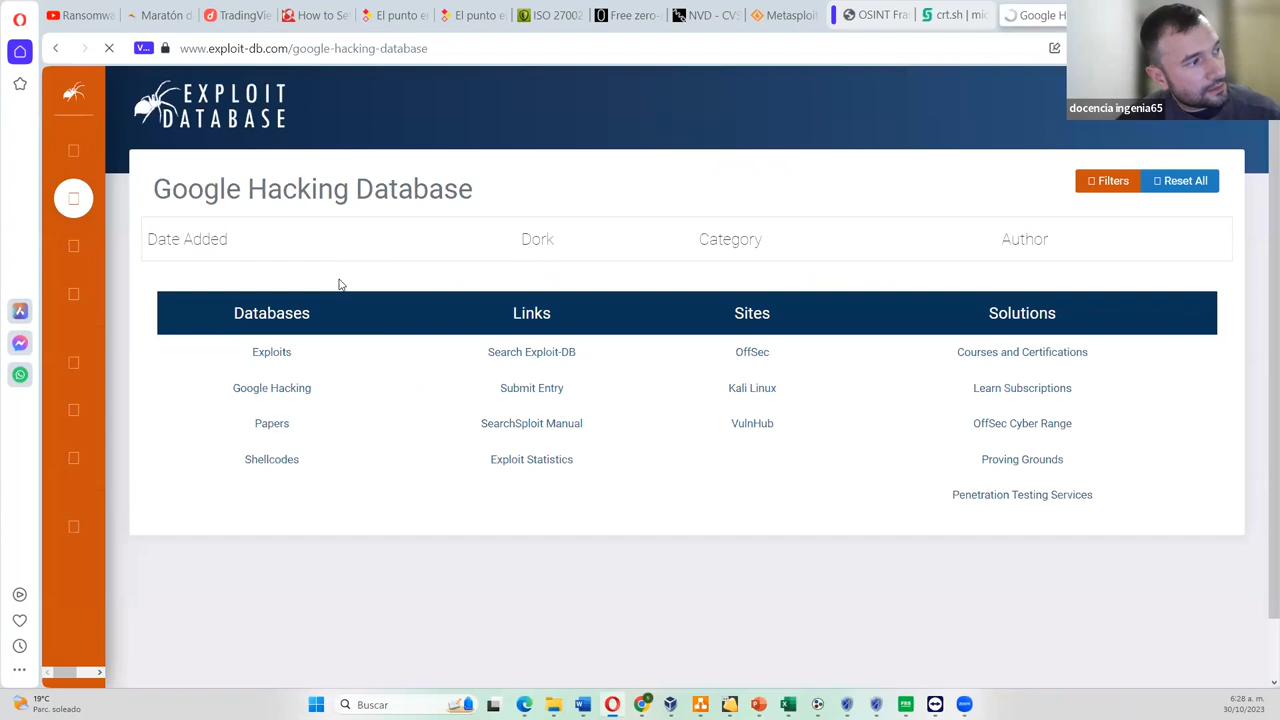 Ransomwa
Maratón d
TradingVie
How to Se
El punto e
El punto e
ISO 27002
Free zero-
NVD - CVS
Metasploit
OSINT Fra
crt.sh | mic
Google H
V...
www.exploit-db.com/google-hacking-database
docencia ingenia65
EXPLOIT
DATABASE
Google Hacking Database
Filters
Reset All
Date Added
Dork
Category
Author
Databases
Links
Sites
Solutions
Exploits
Search Exploit-DB
OffSec
Courses and Certifications
Google Hacking
Submit Entry
Kali Linux
Learn Subscriptions
Papers
SearchSploit Manual
VulnHub
OffSec Cyber Range
Shellcodes
Exploit Statistics
Proving Grounds
Penetration Testing Services
19°C
Parc. soleado
Buscar
6:28 a. m.
30/10/2023